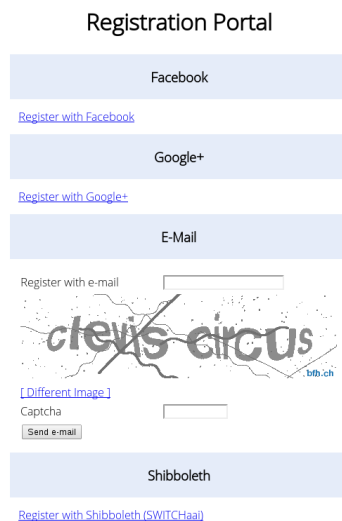 Registration Portal
Facebook
Register with Facebook
Google+
Register with Google+
E-Mail
Register with e-mail
clevis circus
bfh.ch
[ Different Image ]
Captcha
Send e-mail
Shibboleth
Register with Shibboleth (SWITCHaai)